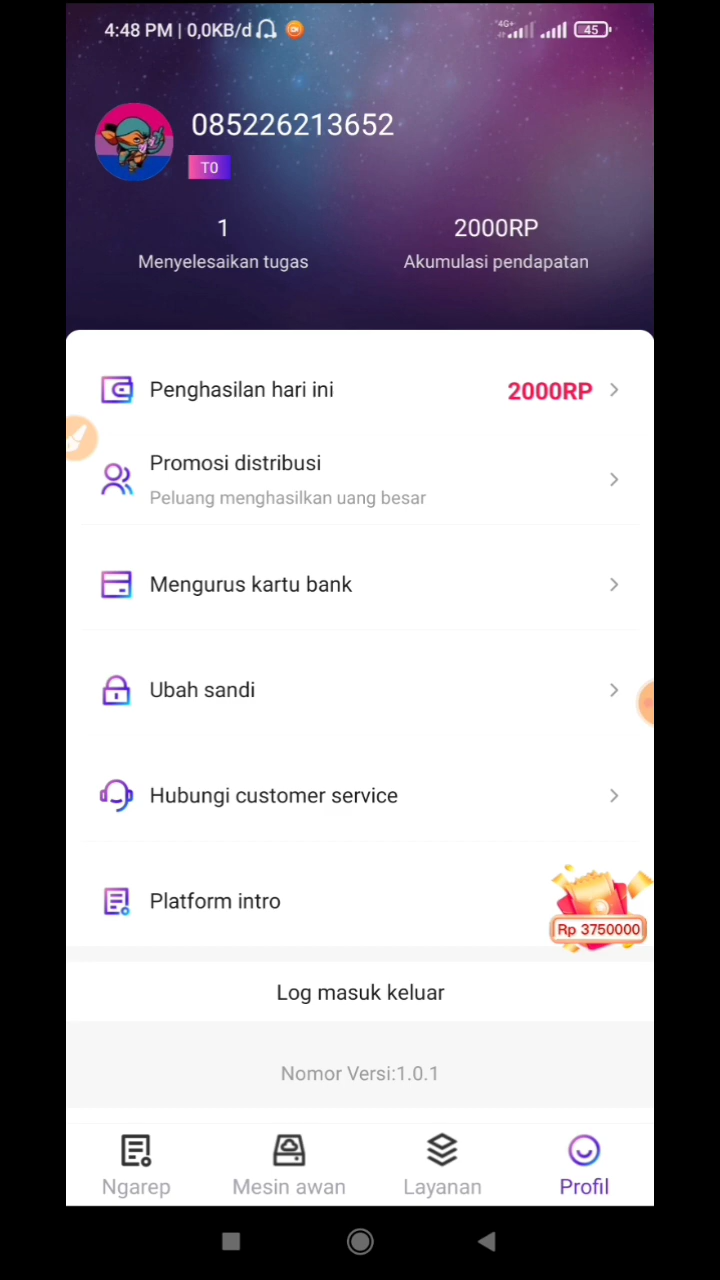 4:48 PM | 0,0KB/d
4G+
45
085226213652
T0
1
2000RP
Menyelesaikan tugas
Akumulasi pendapatan
Penghasilan hari ini
2000RP
Promosi distribusi
Peluang menghasilkan uang besar
Mengurus kartu bank
Ubah sandi
Hubungi customer service
Platform intro
Rp 3750000
Log masuk keluar
Nomor Versi:1.0.1
Ngarep
Mesin awan
Layanan
Profil